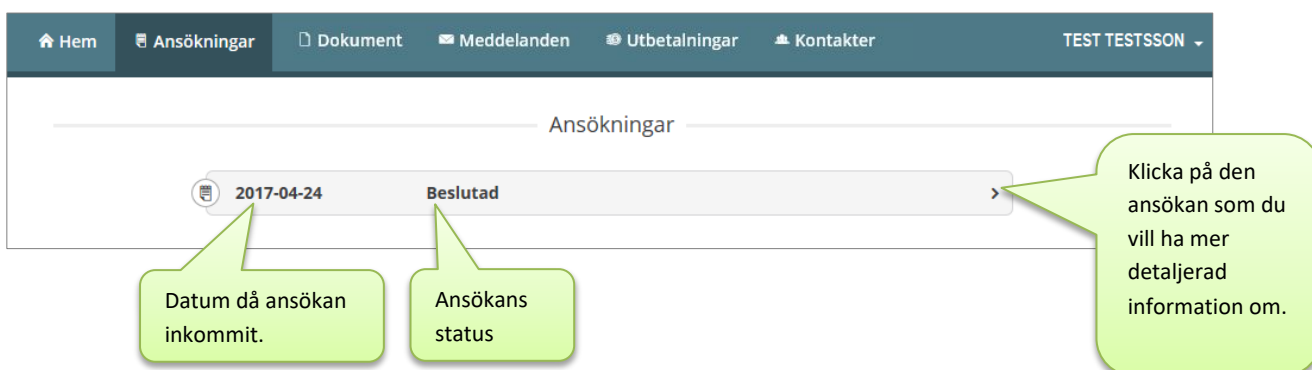 Hem Ansökningar Dokument Meddelanden Utbetalningar Kontakter TEST TESTSSON
Ansökningar
2017-04-24 Beslutad
Klicka på den
ansökan som du
vill ha mer
detaljerad
information om.
Datum då ansökan
inkommit.
Ansökans
status